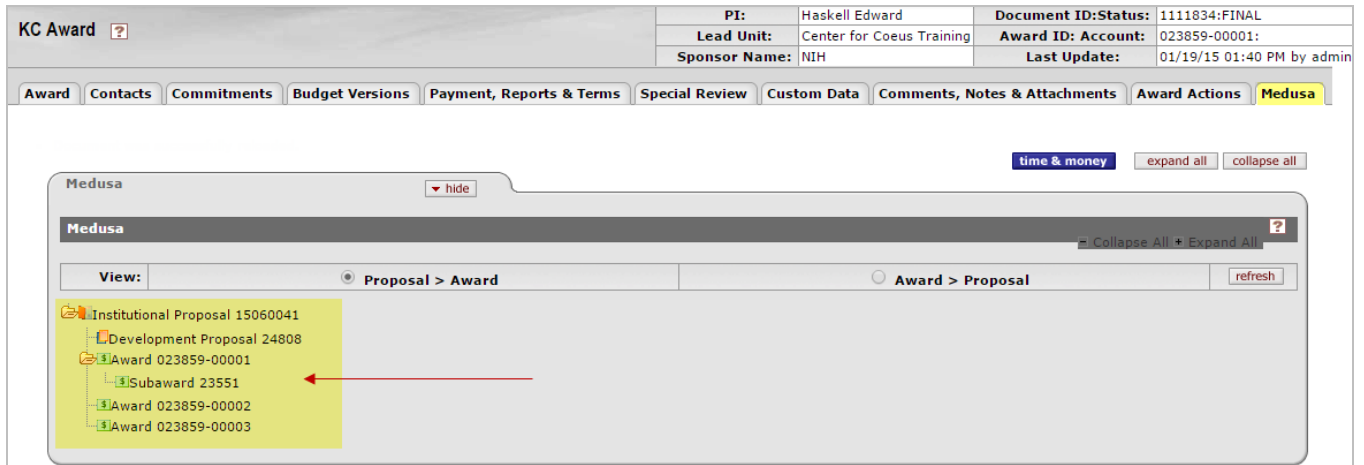 KC Award ?
PI: Haskell Edward Document ID:Status: 1111834:FINAL
Lead Unit: Center for Coeus Training Award ID: Account: 023859-00001:
Sponsor Name: NIH Last Update: 01/19/15 01:40 PM by admin
Award Contacts Commitments Budget Versions Payment, Reports & Terms Special Review Custom Data Comments, Notes & Attachments Award Actions Medusa
time & money expand all collapse all
Medusa hide
Medusa ?
Collapse All Expand All
View: Proposal > Award Award > Proposal refresh
Institutional Proposal 15060041
Development Proposal 24808
Award 023859-00001
Subaward 23551
Award 023859-00002
Award 023859-00003